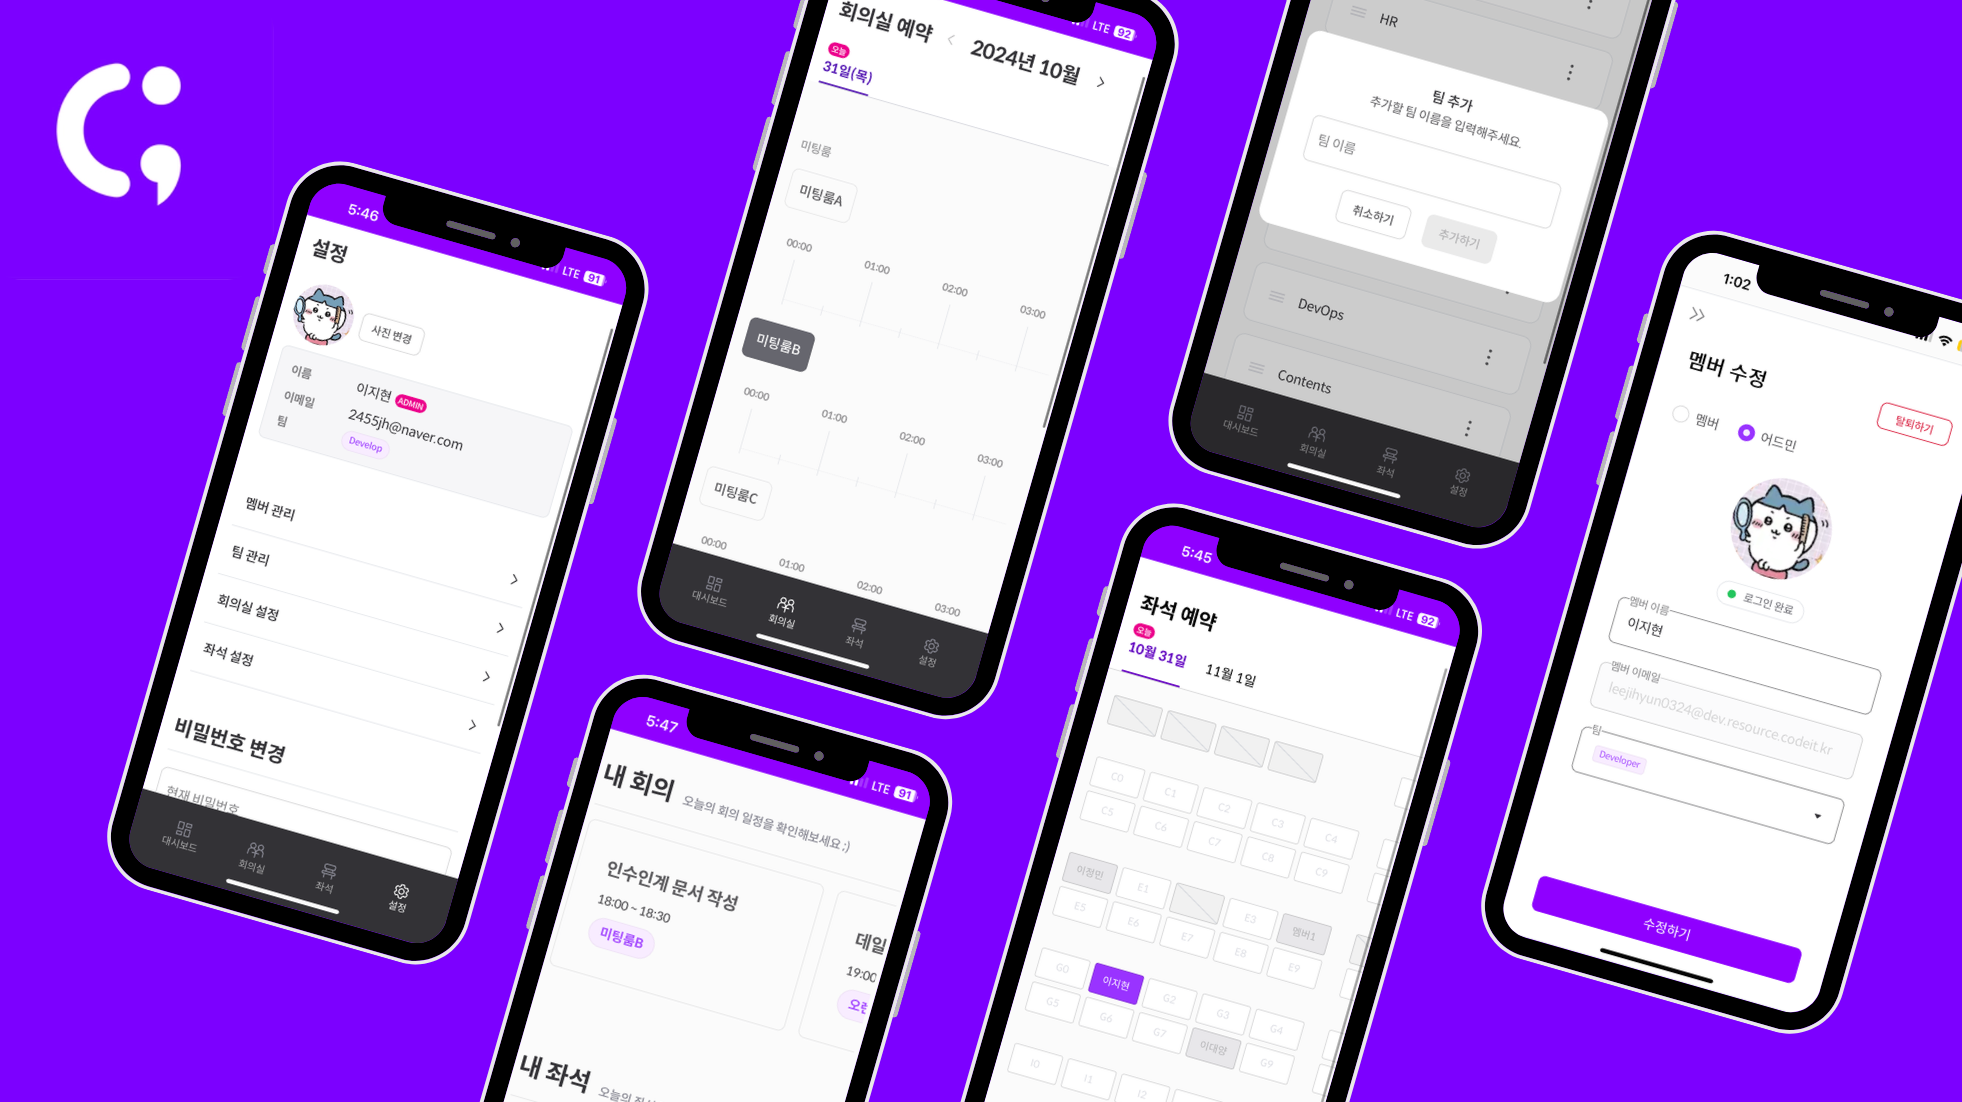 5:46
LTE 91
설정
사진 변경
이름 이지현 ADMIN
이메일 2455jh@naver.com
팀 Develop
멤버 관리
팀 관리
회의실 설정
좌석 설정
비밀번호 변경
현재 비밀번호
대시보드 회의실 좌석 설정
LTE 92
회의실 예약 2024년 10월
오늘
31일(목)
미팅룸
미팅룸A
00:00 01:00 02:00 03:00
미팅룸B
00:00 01:00 02:00 03:00
미팅룸C
00:00 01:00 02:00 03:00
대시보드 회의실 좌석 설정
5:47
LTE 91
내 회의 오늘의 회의 일정을 확인해보세요 ;)
인수인계 문서 작성
18:00 ~ 18:30
미팅룸B
데일
19:00
내 좌석
HR
팀 추가
추가할 팀 이름을 입력해주세요.
팀 이름
취소하기 추가하기
DevOps
Contents
대시보드 회의실 좌석 설정
5:45
LTE 92
좌석 예약
오늘
10월 31일 11월 1일
C0 C1 C2 C3 C4
C5 C6 C7 C8 C9
이정민 E1 E3 멤버1
E5 E6 E7 E8 E9
G0 이지현 G2 G3 G4
G5 G6 G7 이대양 G9
I0 I1 I2
1:02
멤버 수정
멤버 어드민
탈퇴하기
로그인 완료
멤버 이름
이지현
멤버 이메일
leejihyun0324@dev.resource.codeit.kr
팀
Developer
수정하기